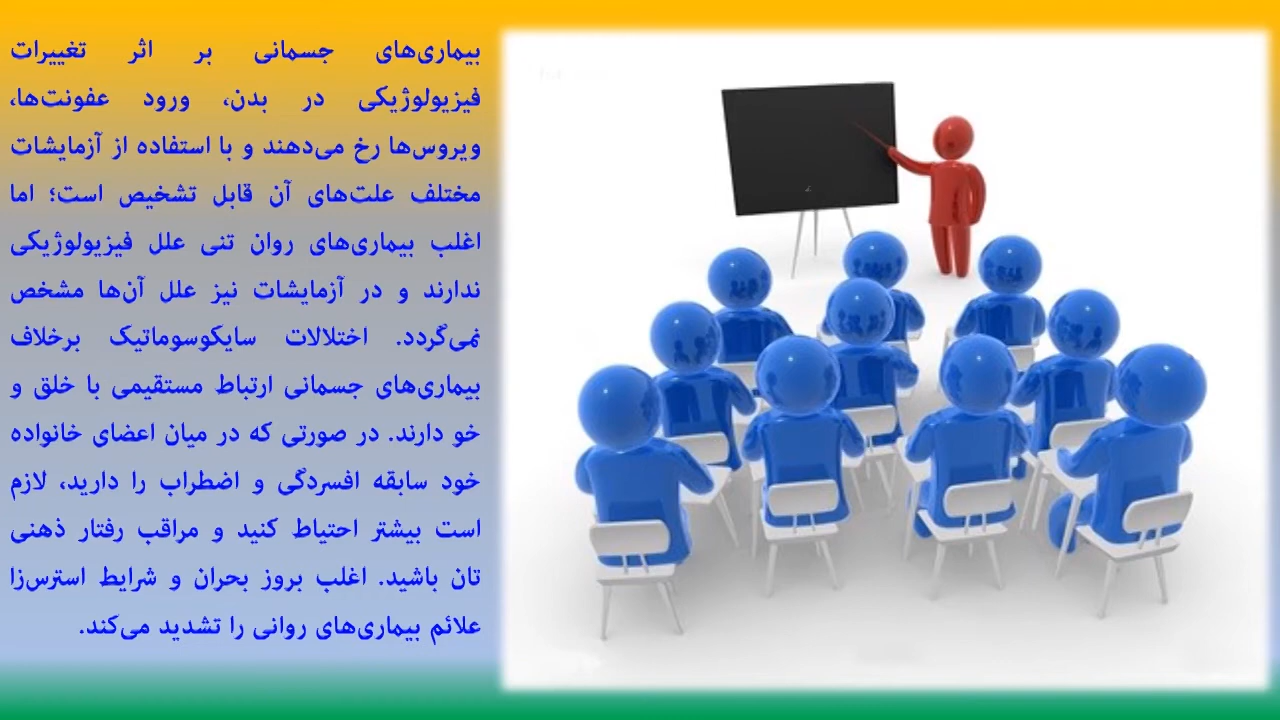 بیماری‌های جسمانی بر اثر تغییرات
فیزیولوژیکی در بدن، ورود عفونت‌ها،
ویروس‌ها رخ می‌دهند و با استفاده از آزمایشات
مختلف علت‌های آن قابل تشخیص است؛ اما
اغلب بیماری‌های روان تنی علل فیزیولوژیکی
ندارند و در آزمایشات نیز علل آن‌ها مشخص
نمی‌گردد. اختلالات سایکوسوماتیک برخلاف
بیماری‌های جسمانی ارتباط مستقیمی با خلق و
خو دارند. در صورتی که در میان اعضای خانواده
خود سابقه افسردگی و اضطراب را دارید، لازم
است بیشتر احتیاط کنید و مراقب رفتار ذهنی
تان باشید. اغلب بروز بحران و شرایط استرس‌زا
علائم بیماری‌های روانی را تشدید می‌کند.